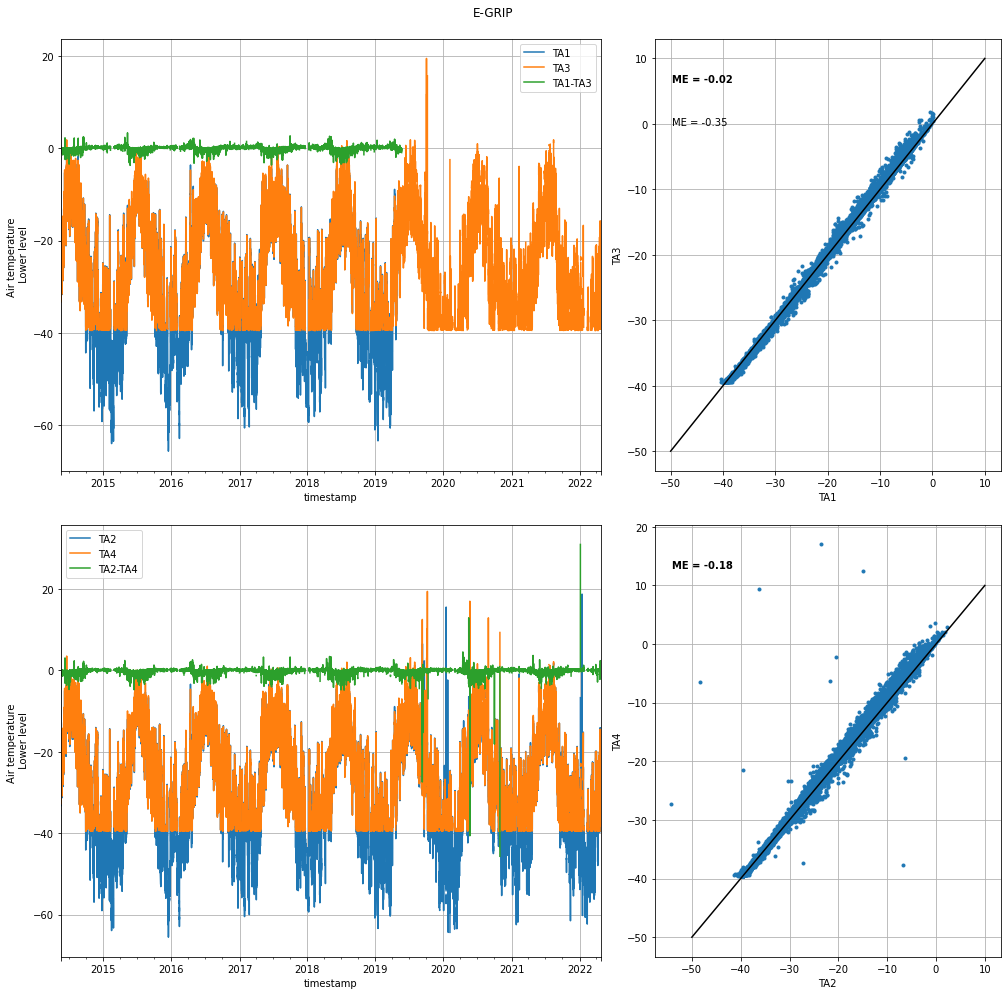 E-GRIP
20
0
−20
−40
−60
Air temperature
Lower level
TA1
TA3
TA1-TA3
2015
2016
2017
2018
2019
2020
2021
2022
timestamp
10
0
−10
−20
−30
−40
−50
TA3
ME = -0.02
ME = -0.35
−50
−40
−30
−20
−10
0
10
TA1
20
0
−20
−40
−60
Air temperature
Lower level
TA2
TA4
TA2-TA4
2015
2016
2017
2018
2019
2020
2021
2022
timestamp
20
10
0
−10
−20
−30
−40
−50
TA4
ME = -0.18
−50
−40
−30
−20
−10
0
10
TA2